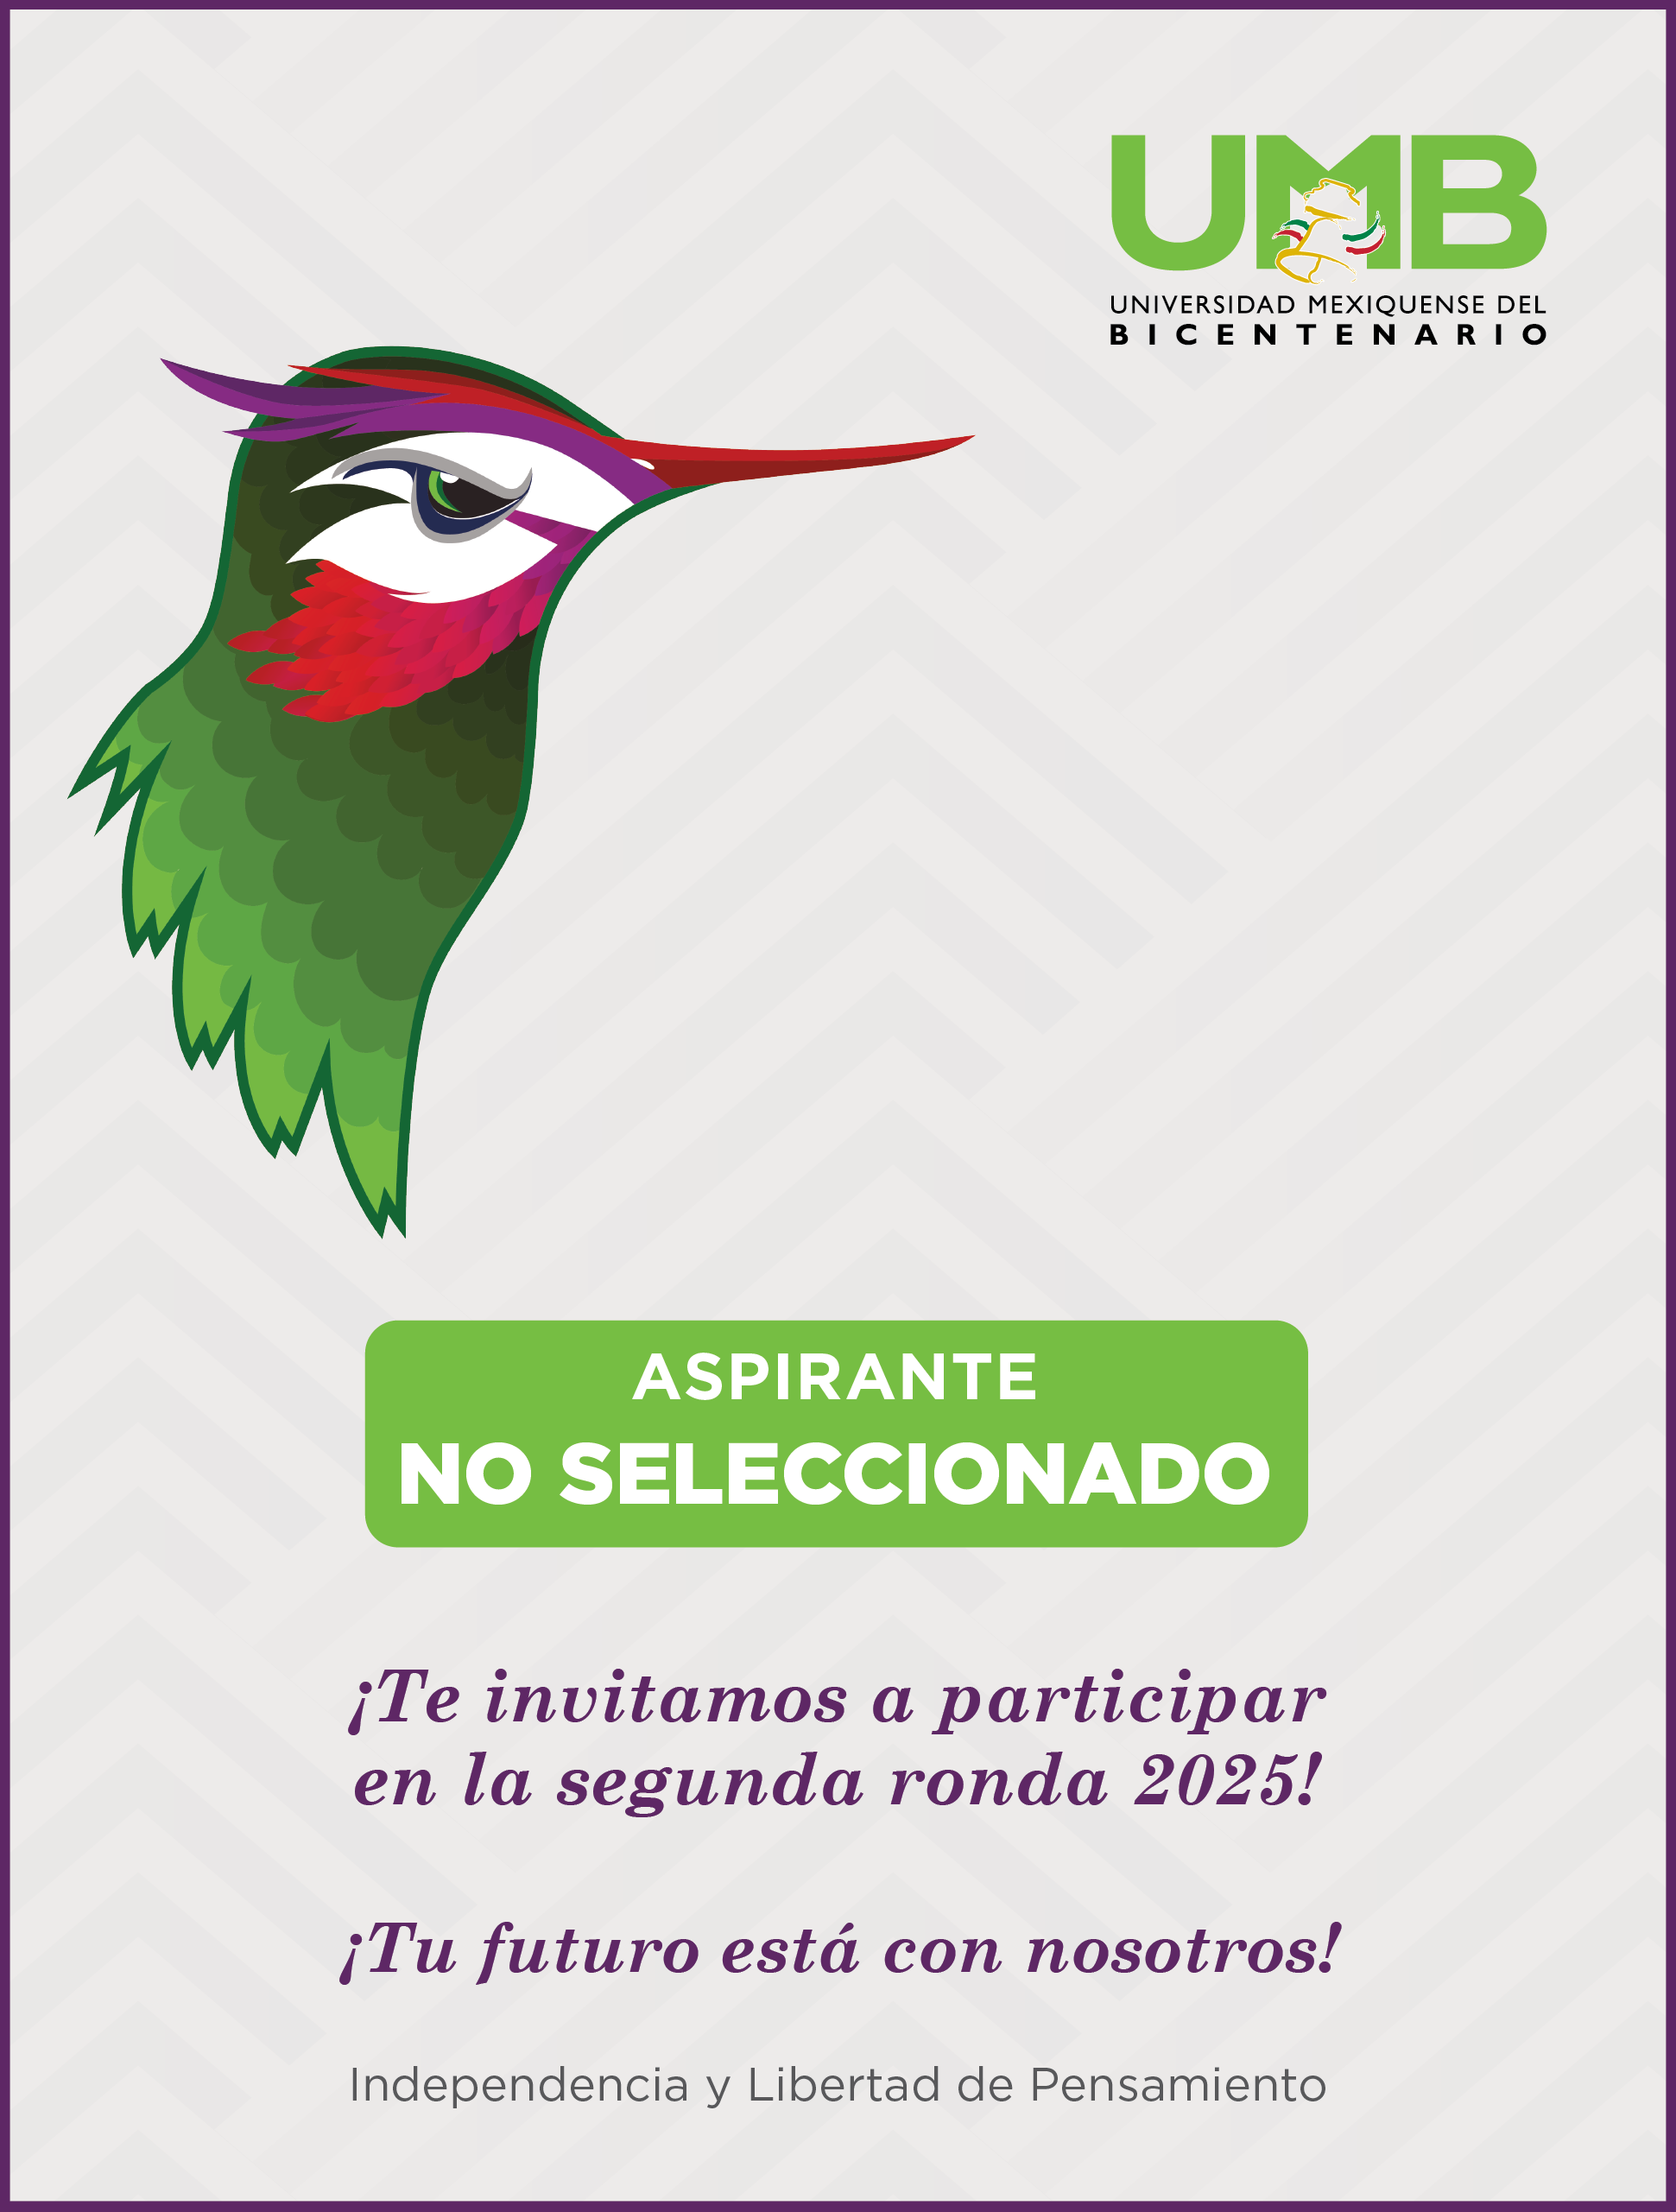 UMB
UNIVERSIDAD MEXIQUENSE DEL
BICENTENARIO
ASPIRANTE
NO SELECCIONADO
¡Te invitamos a participar
en la segunda ronda 2025!
¡Tu futuro está con nosotros!
Independencia y Libertad de Pensamiento